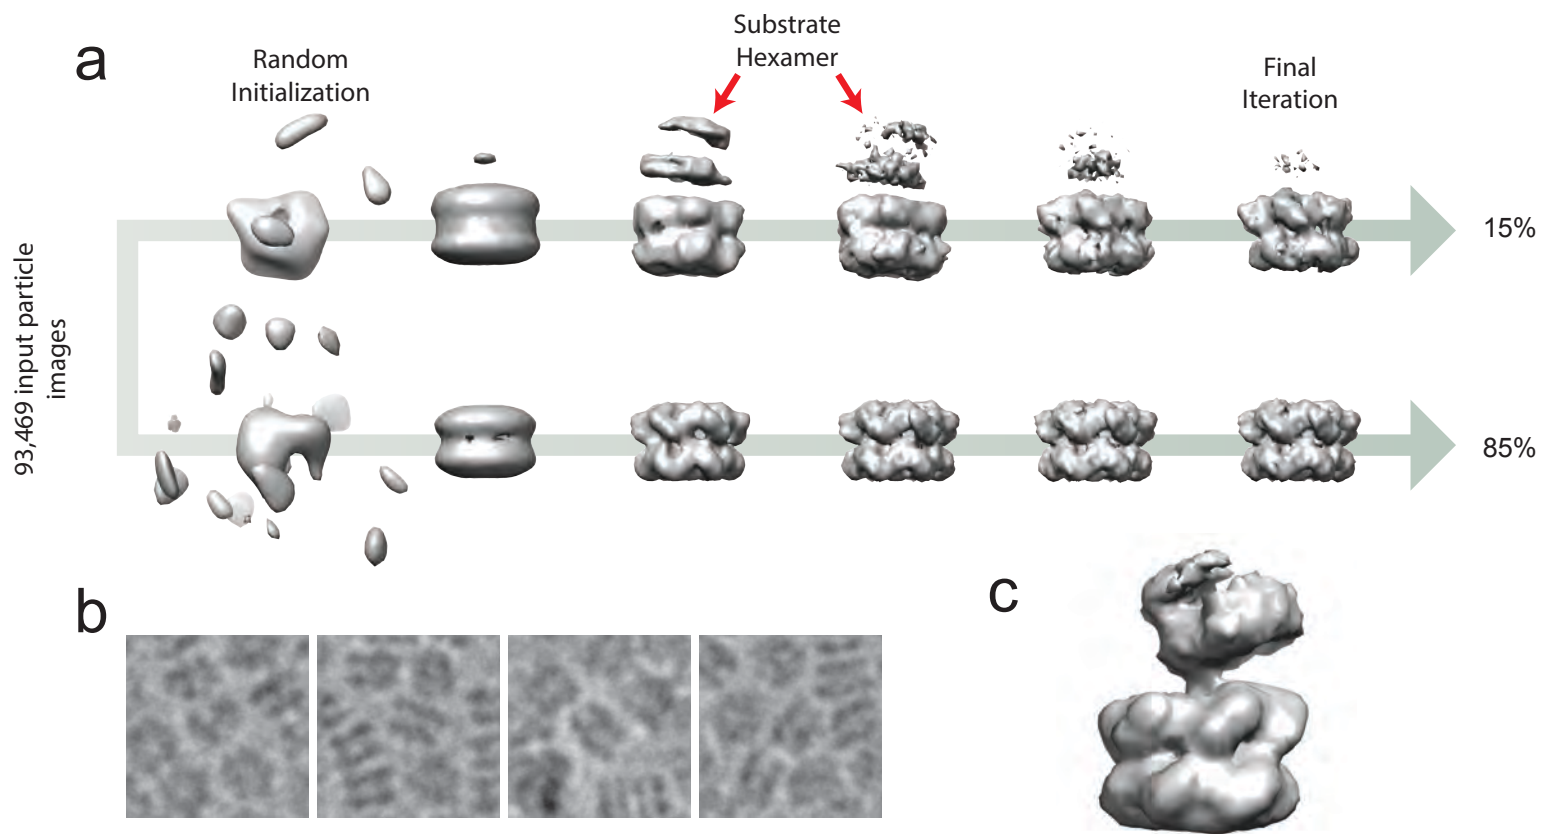 a
Random
Initialization
Substrate
Hexamer
Final
Iteration
15%
93,469 input particle
images
85%
b
c